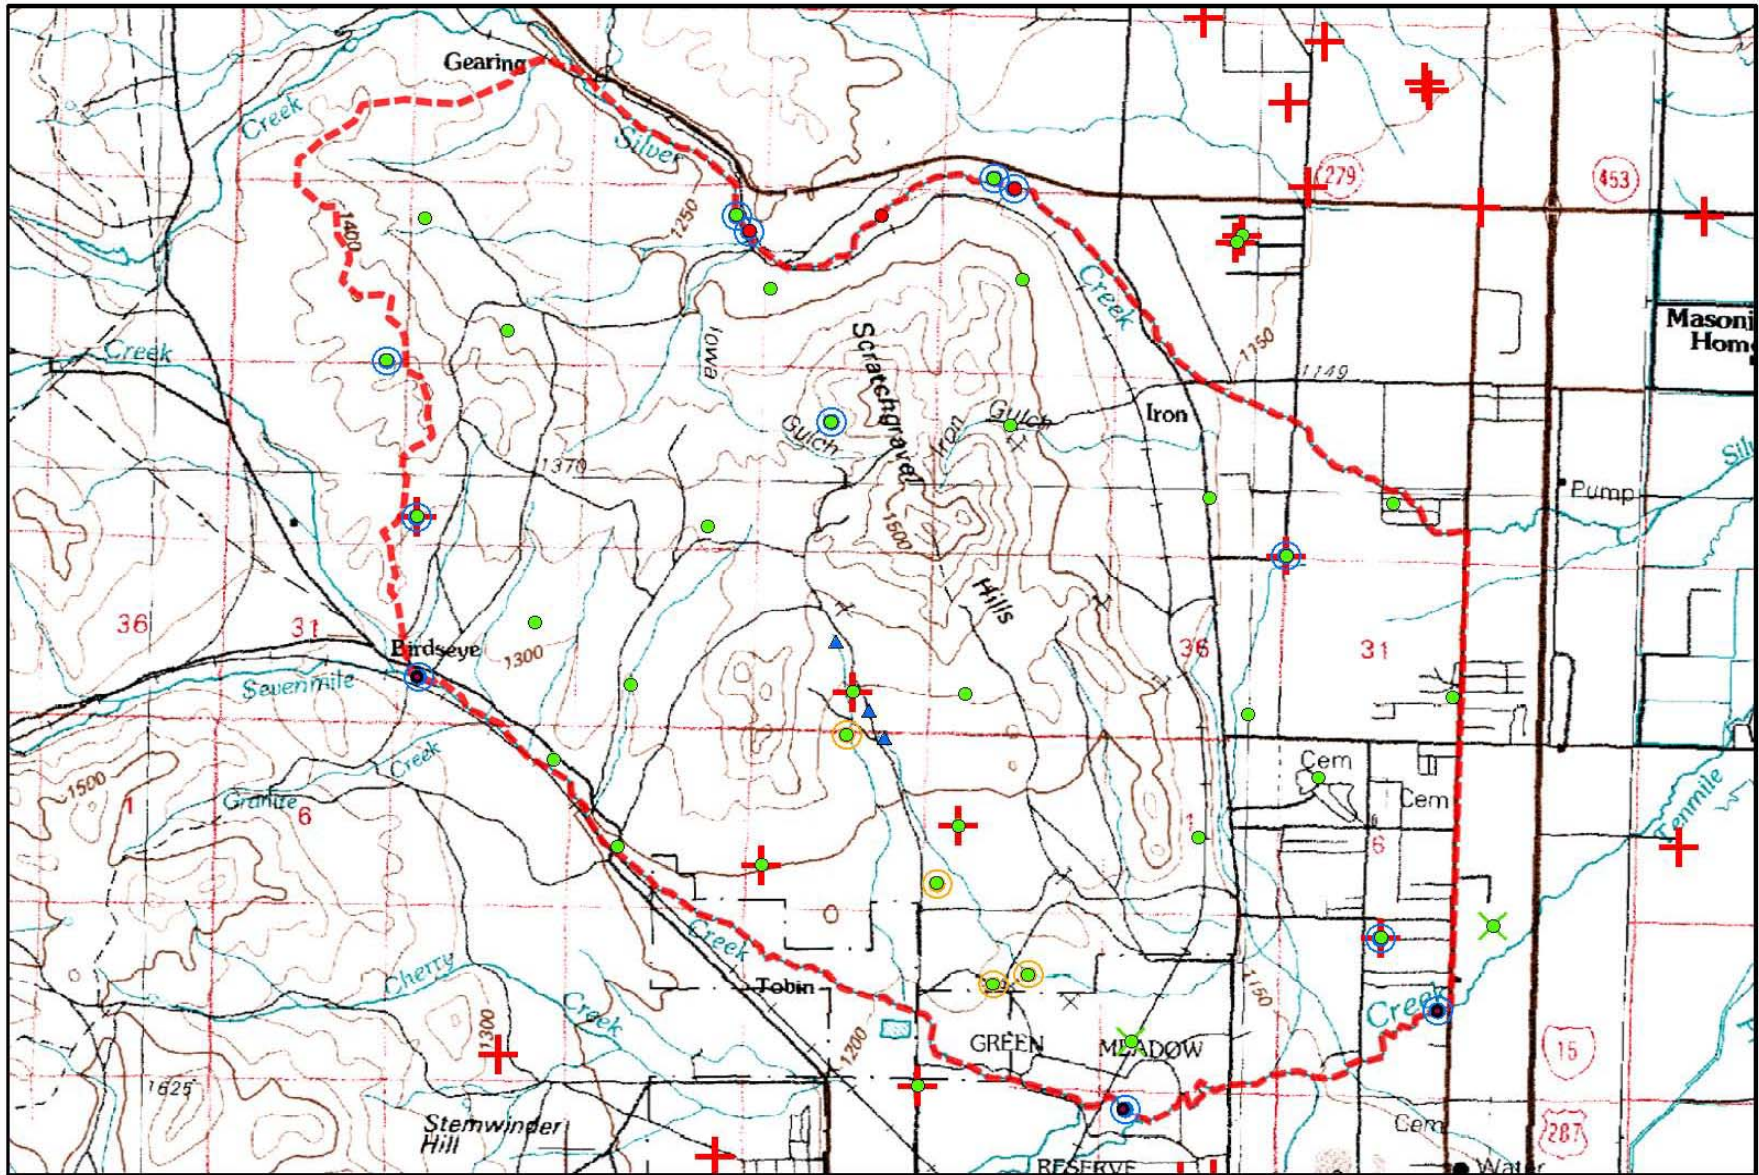 Gearing
Creek
Silver
279
453
1250
1400
Creek
Masoni
Home
1150
1149
Creek
Iowa
Scratchgravel
Gulch
Iron
Gulch
Iron
1370
Pump
1500
Hills
36
31
Birdseye
1300
Sevenmile
36
31
Creek
1500
Granite
1
6
Cem
Cem
Tenmile
1
6
Creek
Cherry
Creek
Tobin
1300
1200
GREEN MEADOW
1150
Creek
15
1625
Stemwinder
Hill
Cem
287
RESERVE
Water